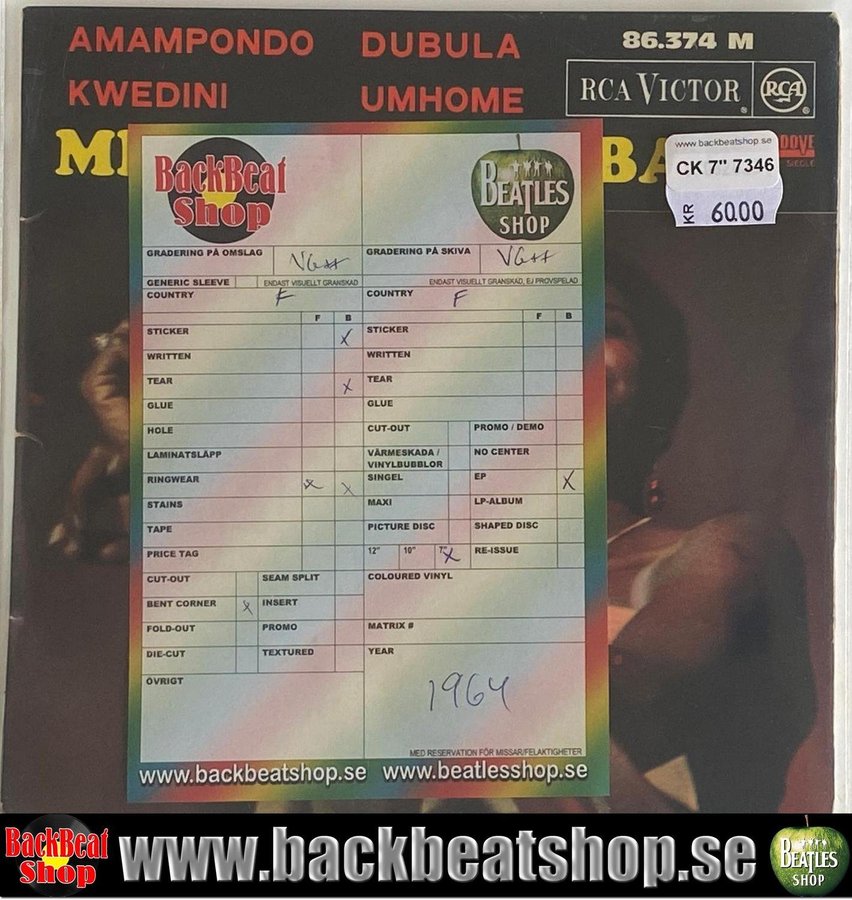 AMAMPONDO DUBULA 86.374 M
KWEDINI UMHOME RCA VICTOR RCA
MI BA
www.backbeatshop.se
CK 7" 7346
KR 60.00
BackBeat Shop
BEATLES SHOP
GRADERING PÅ OMSLAG VG++ GRADERING PÅ SKIVA VG++
GENERIC SLEEVE ENDAST VISUELLT GRANSKAD ENDAST VISUELLT GRANSKAD, EJ PROVSPELAD
COUNTRY F COUNTRY F
F B F B
STICKER X STICKER
WRITTEN WRITTEN
TEAR X TEAR
GLUE GLUE
HOLE CUT-OUT PROMO / DEMO
LAMINATSLÄPP VÄRMESKADA / VINYLBUBBLOR NO CENTER
RINGWEAR X X SINGEL EP X
STAINS MAXI LP-ALBUM
TAPE PICTURE DISC SHAPED DISC
PRICE TAG 12" 10" 7" X RE-ISSUE
CUT-OUT SEAM SPLIT COLOURED VINYL
BENT CORNER X INSERT
FOLD-OUT PROMO MATRIX #
DIE-CUT TEXTURED YEAR
ÖVRIGT 1964
MED RESERVATION FÖR MISSAR/FELAKTIGHETER
www.backbeatshop.se www.beatlesshop.se
BackBeat Shop www.backbeatshop.se BEATLES SHOP